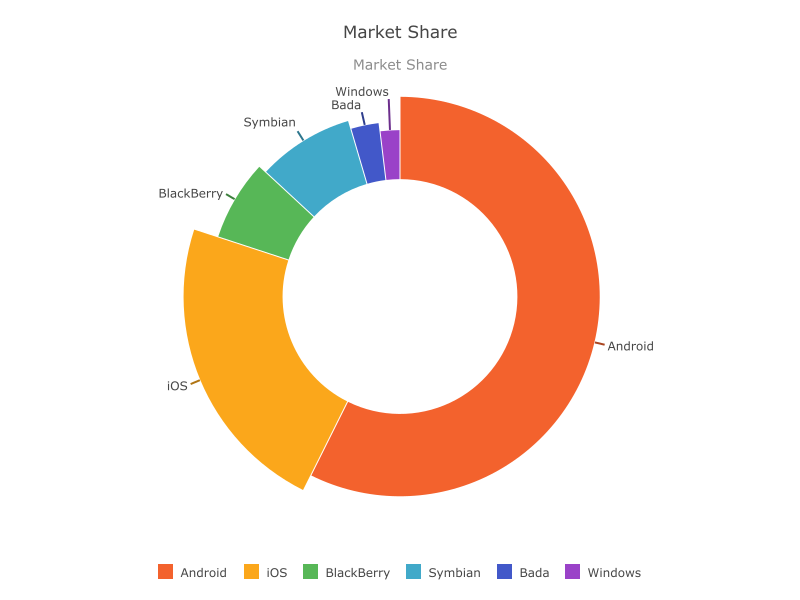 Market Share
Market Share
Windows
Bada
Symbian
BlackBerry
Android
iOS
Android iOS BlackBerry Symbian Bada Windows